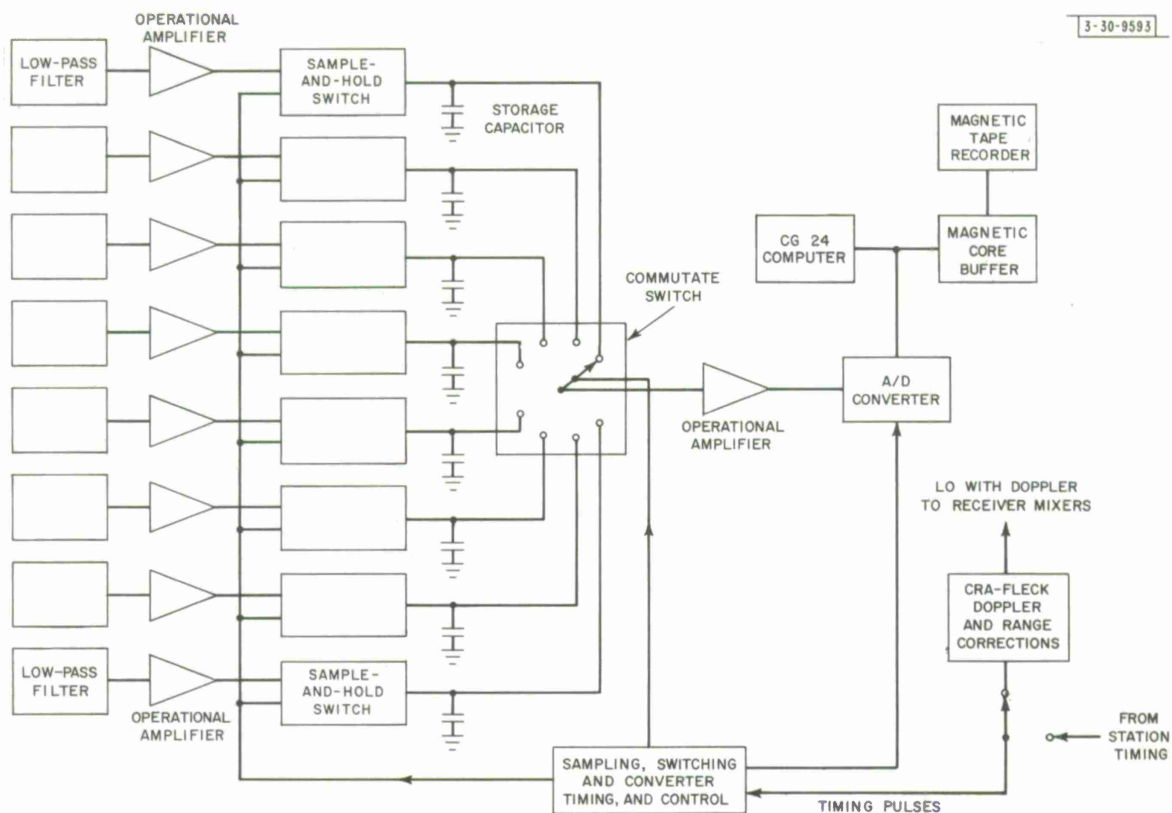 3-30-9593
OPERATIONAL
AMPLIFIER
LOW-PASS
FILTER
SAMPLE-
AND-HOLD
SWITCH
STORAGE
CAPACITOR
MAGNETIC
TAPE
RECORDER
CG 24
COMPUTER
MAGNETIC
CORE
BUFFER
COMMUTATE
SWITCH
A/D
CONVERTER
OPERATIONAL
AMPLIFIER
LO WITH DOPPLER
TO RECEIVER MIXERS
CRA-FLECK
DOPPLER
AND RANGE
CORRECTIONS
LOW-PASS
FILTER
SAMPLE-
AND-HOLD
SWITCH
OPERATIONAL
AMPLIFIER
FROM
STATION
TIMING
SAMPLING, SWITCHING
AND CONVERTER
TIMING, AND CONTROL
TIMING PULSES